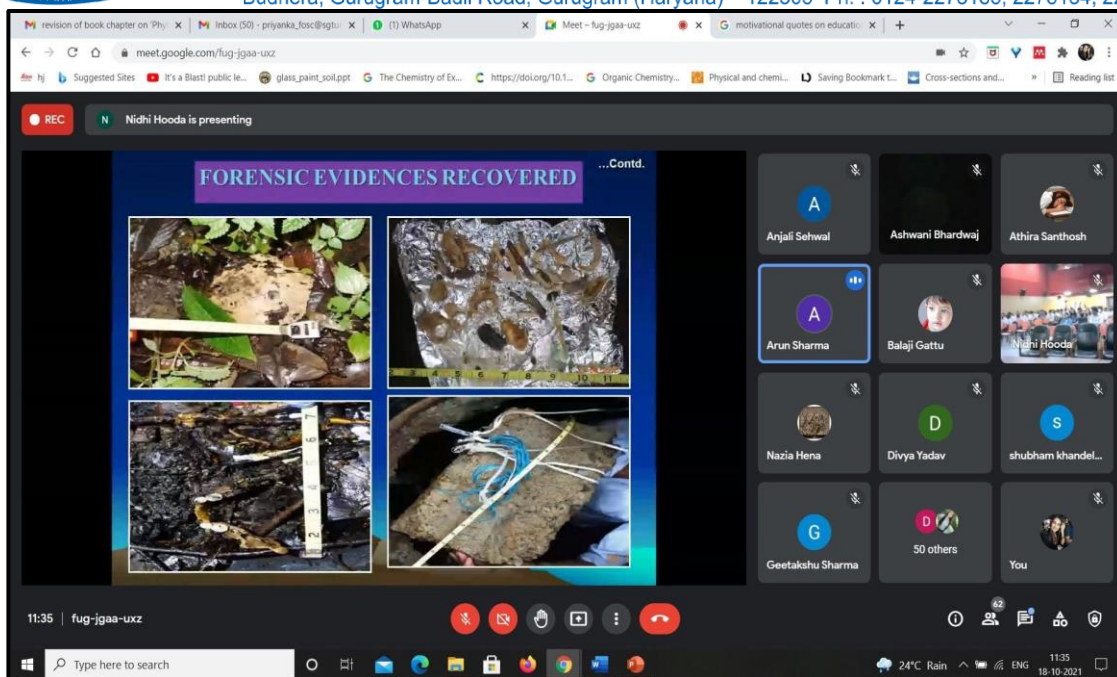 Budhera, Gurugram-Badli Road, Gurugram (Haryana) – 122505 Ph. : 0124-2278183, 2278184,
revision of book chapter on 'Phy
Inbox (50) - priyanka_fosc@sgtu
(1) WhatsApp
Meet – fug-jgaa-uxz
motivational quotes on educatio
meet.google.com/fug-jgaa-uxz
hj
Suggested Sites
It's a Blast! public le...
glass_paint_soil.ppt
The Chemistry of Ex...
https://doi.org/10.1...
Organic Chemistry...
Physical and chemi...
Saving Bookmark t...
Cross-sections and...
»
Reading list
REC
N
Nidhi Hooda is presenting
...Contd.
FORENSIC EVIDENCES RECOVERED
A
Anjali Sehwal
Ashwani Bhardwaj
Athira Santhosh
A
Arun Sharma
Balaji Gattu
Nidhi Hooda
Nazia Hena
D
Divya Yadav
s
shubham khandel...
G
Geetakshu Sharma
D
50 others
You
11:35 | fug-jgaa-uxz
62
Type here to search
24°C Rain
ENG
11:35
18-10-2021